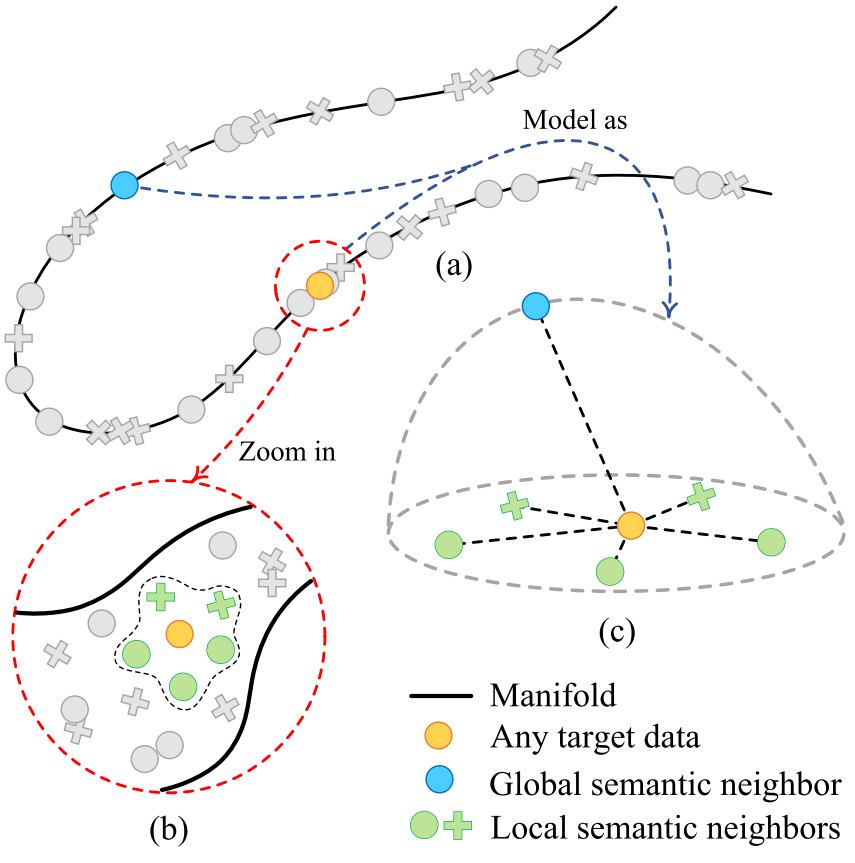 Model as
(a)
Zoom in
(c)
Manifold
Any target data
Global semantic neighbor
Local semantic neighbors
(b)